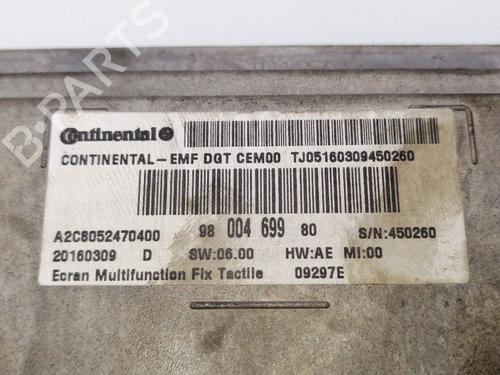 Continental
CONTINENTAL-EMF DGT CEM00 TJ05160309450260
A2C8052470400 98 004 699 80 S/N:450260
20160309 D SW:06.00 HW:AE MI:00
Ecran Multifunction Fix Tactile 09297E
B-PARTS